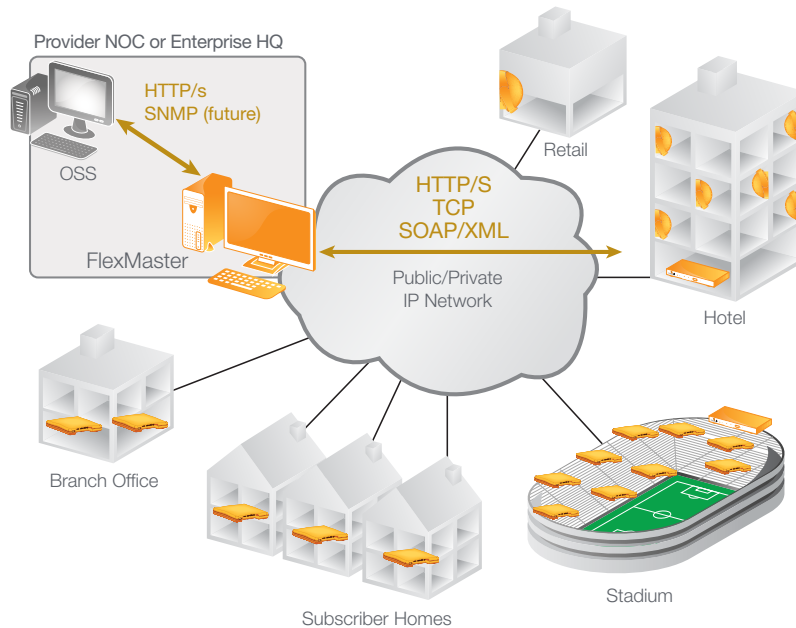 Provider NOC or Enterprise HQ
HTTP/s
SNMP (future)
OSS
FlexMaster
HTTP/S
TCP
SOAP/XML
Public/Private
IP Network
Retail
Hotel
Branch Office
Subscriber Homes
Stadium